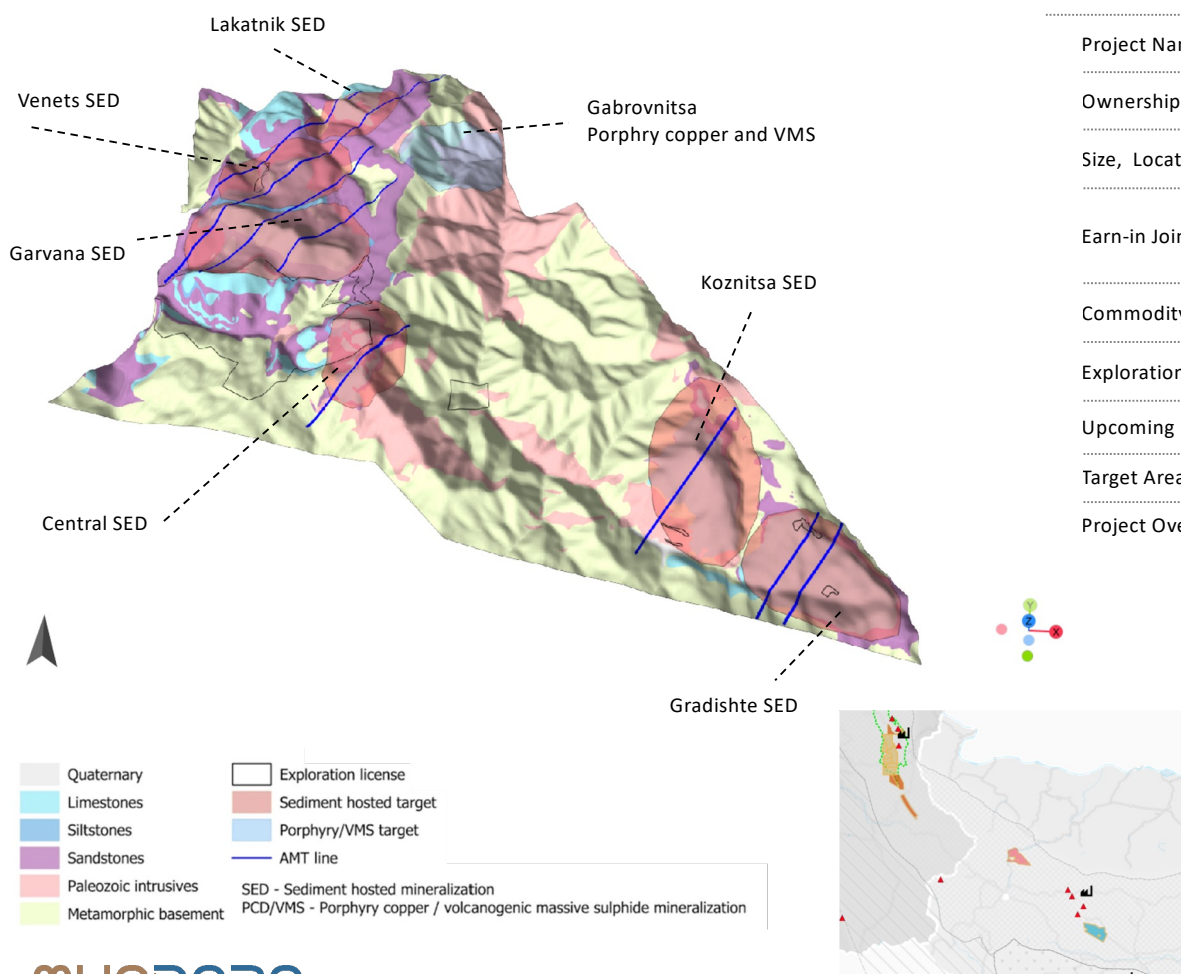 Lakatnik SED
Venets SED
Gabrovnitsa
Porphry copper and VMS
Garvana SED
Koznitsa SED
Central SED
Gradishte SED
Project Nar
Ownership
Size, Locat
Earn-in Join
Commodity
Exploration
Upcoming
Target Area
Project Ove
Y
Z
X
Quaternary
Limestones
Siltstones
Sandstones
Paleozoic intrusives
Metamorphic basement
Exploration license
Sediment hosted target
Porphyry/VMS target
AMT line
SED - Sediment hosted mineralization
PCD/VMS - Porphyry copper / volcanogenic massive sulphide mineralization